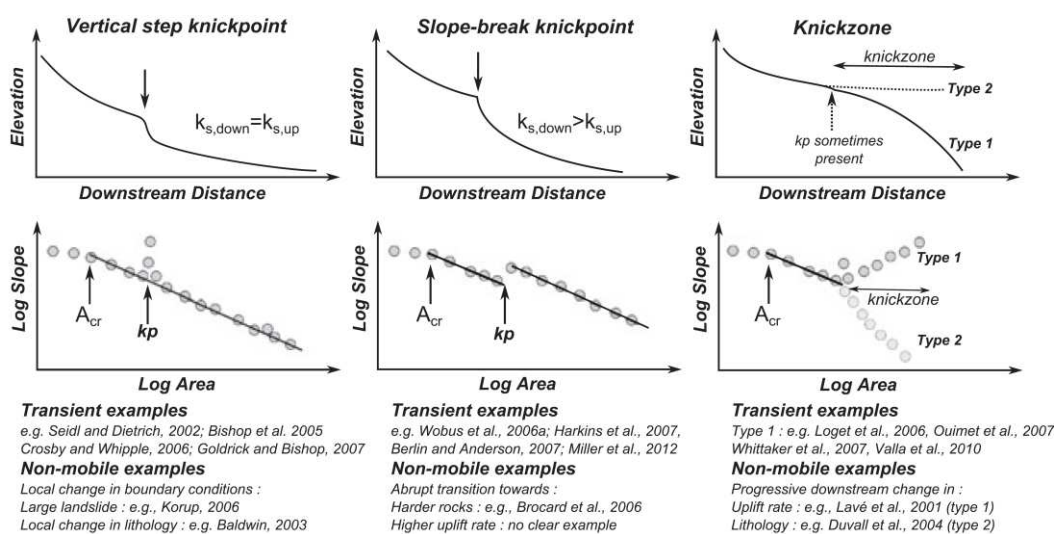 Vertical step knickpoint
Elevation
k_s,down=k_s,up
Downstream Distance
Log Slope
A_cr
kp
Log Area
Transient examples
e.g. Seidl and Dietrich, 2002; Bishop et al. 2005
Crosby and Whipple, 2006; Goldrick and Bishop, 2007
Non-mobile examples
Local change in boundary conditions :
Large landslide : e.g., Korup, 2006
Local change in lithology : e.g. Baldwin, 2003
Slope-break knickpoint
Elevation
k_s,down>k_s,up
Downstream Distance
Log Slope
A_cr
kp
Log Area
Transient examples
e.g. Wobus et al., 2006a; Harkins et al., 2007,
Berlin and Anderson, 2007; Miller et al., 2012
Non-mobile examples
Abrupt transition towards :
Harder rocks : e.g., Brocard et al., 2006
Higher uplift rate : no clear example
Knickzone
Elevation
knickzone
Type 2
kp sometimes
present
Type 1
Downstream Distance
Log Slope
Type 1
knickzone
A_cr
Type 2
Log Area
Transient examples
Type 1 : e.g. Loget et al., 2006, Ouimet et al., 2007
Whittaker et al., 2007, Valla et al., 2010
Non-mobile examples
Progressive downstream change in :
Uplift rate : e.g., Lavé et al., 2001 (type 1)
Lithology : e.g. Duvall et al., 2004 (type 2)